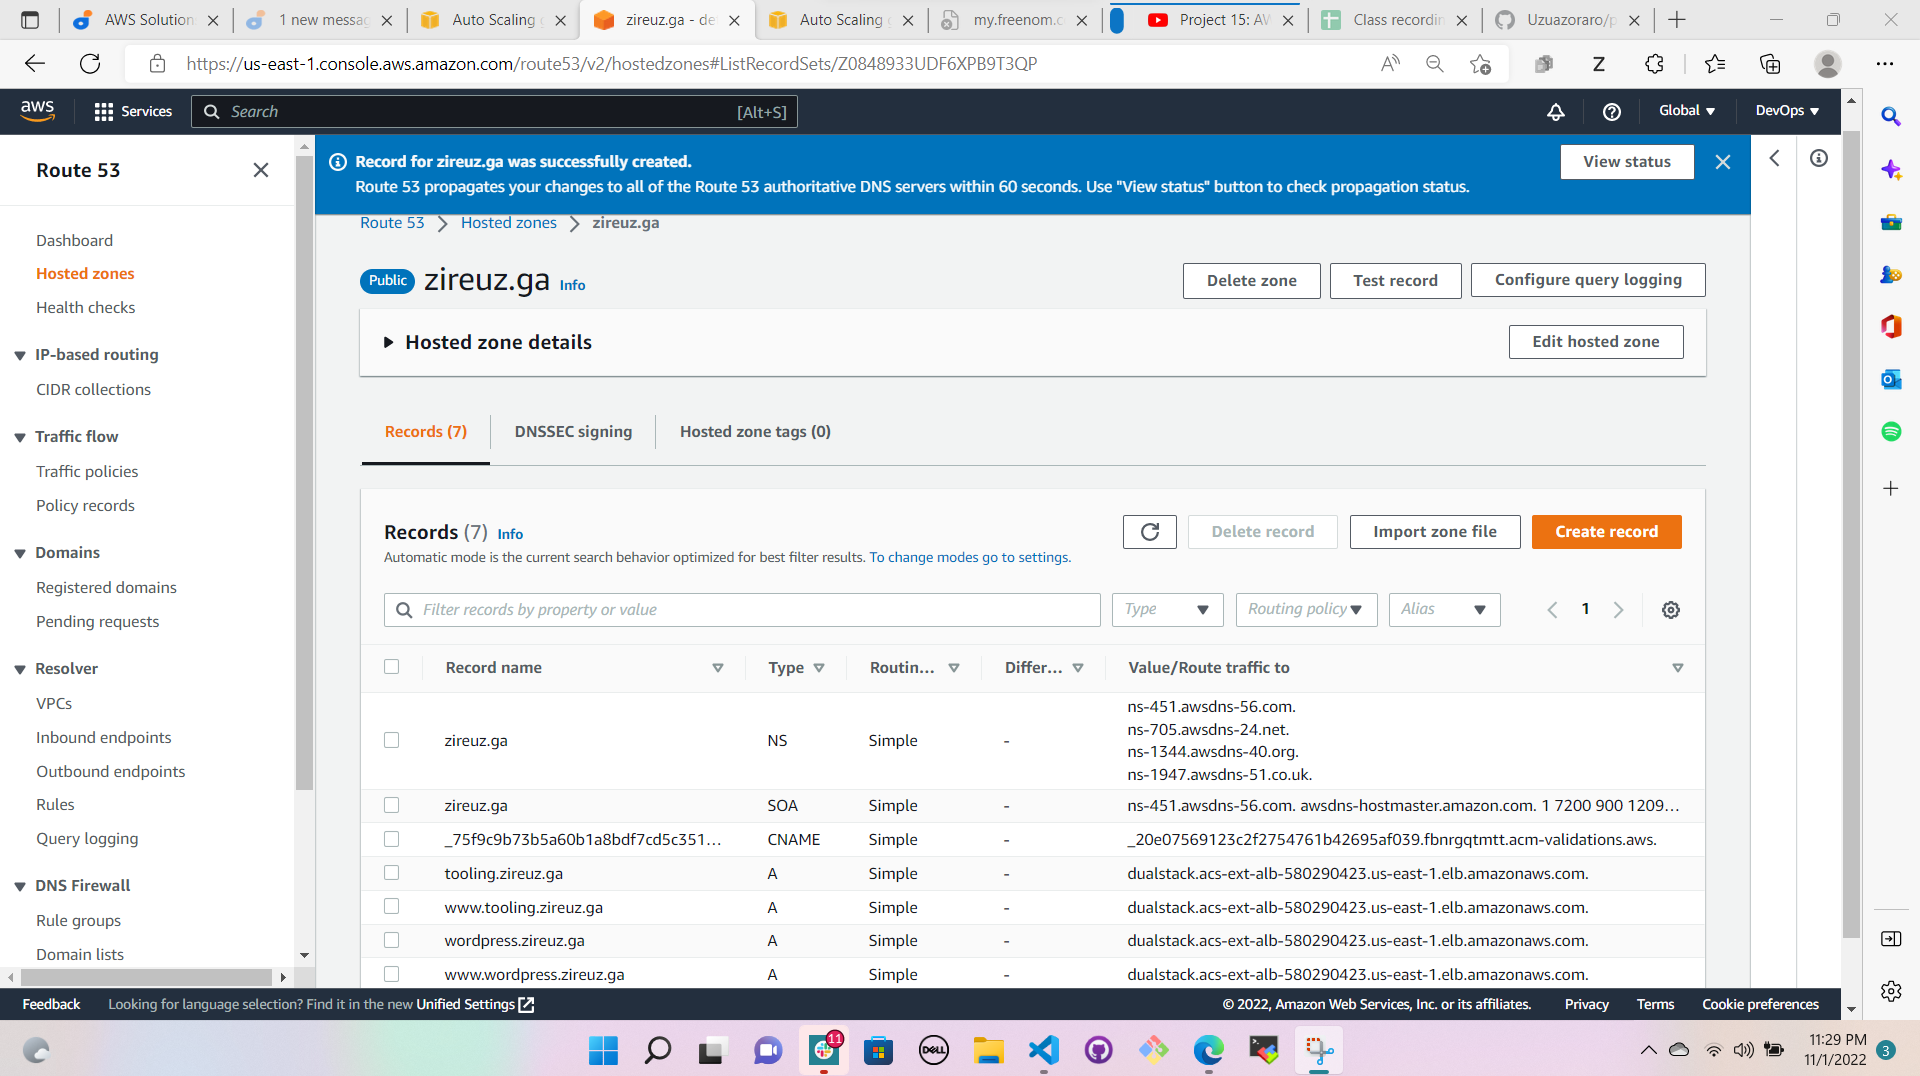 AWS Solution
1 new messag
Auto Scaling g
zireuz.ga - de
Auto Scaling g
my.freenom.c
Project 15: AW
Class recordin
Uzuazoraro/p
https://us-east-1.console.aws.amazon.com/route53/v2/hostedzones#ListRecordSets/Z0848933UDF6XPB9T3QP
aws
Services
Search
[Alt+S]
Global
DevOps
Route 53
Record for zireuz.ga was successfully created.
Route 53 propagates your changes to all of the Route 53 authoritative DNS servers within 60 seconds. Use "View status" button to check propagation status.
View status
Dashboard
Hosted zones
Health checks
IP-based routing
CIDR collections
Traffic flow
Traffic policies
Policy records
Domains
Registered domains
Pending requests
Resolver
VPCs
Inbound endpoints
Outbound endpoints
Rules
Query logging
DNS Firewall
Rule groups
Domain lists
Route 53 > Hosted zones > zireuz.ga
Public zireuz.ga Info
Delete zone
Test record
Configure query logging
Hosted zone details
Edit hosted zone
Records (7)
DNSSEC signing
Hosted zone tags (0)
Records (7) Info
Automatic mode is the current search behavior optimized for best filter results. To change modes go to settings.
Delete record
Import zone file
Create record
Filter records by property or value
Type
Routing policy
Alias
1
Record name Type Routin... Differ... Value/Route traffic to
ns-451.awsdns-56.com.
ns-705.awsdns-24.net.
zireuz.ga NS Simple -
ns-1344.awsdns-40.org.
ns-1947.awsdns-51.co.uk.
zireuz.ga SOA Simple - ns-451.awsdns-56.com. awsdns-hostmaster.amazon.com. 1 7200 900 1209...
_75f9c9b73b5a60b1a8bdf7cd5c351... CNAME Simple - _20e07569123c2f2754761b42695af039.fbnrgqtmtt.acm-validations.aws.
tooling.zireuz.ga A Simple - dualstack.acs-ext-alb-580290423.us-east-1.elb.amazonaws.com.
www.tooling.zireuz.ga A Simple - dualstack.acs-ext-alb-580290423.us-east-1.elb.amazonaws.com.
wordpress.zireuz.ga A Simple - dualstack.acs-ext-alb-580290423.us-east-1.elb.amazonaws.com.
www.wordpress.zireuz.ga A Simple - dualstack.acs-ext-alb-580290423.us-east-1.elb.amazonaws.com.
Feedback
Looking for language selection? Find it in the new Unified Settings
© 2022, Amazon Web Services, Inc. or its affiliates.
Privacy
Terms
Cookie preferences
11
DELL
11:29 PM
11/1/2022
3